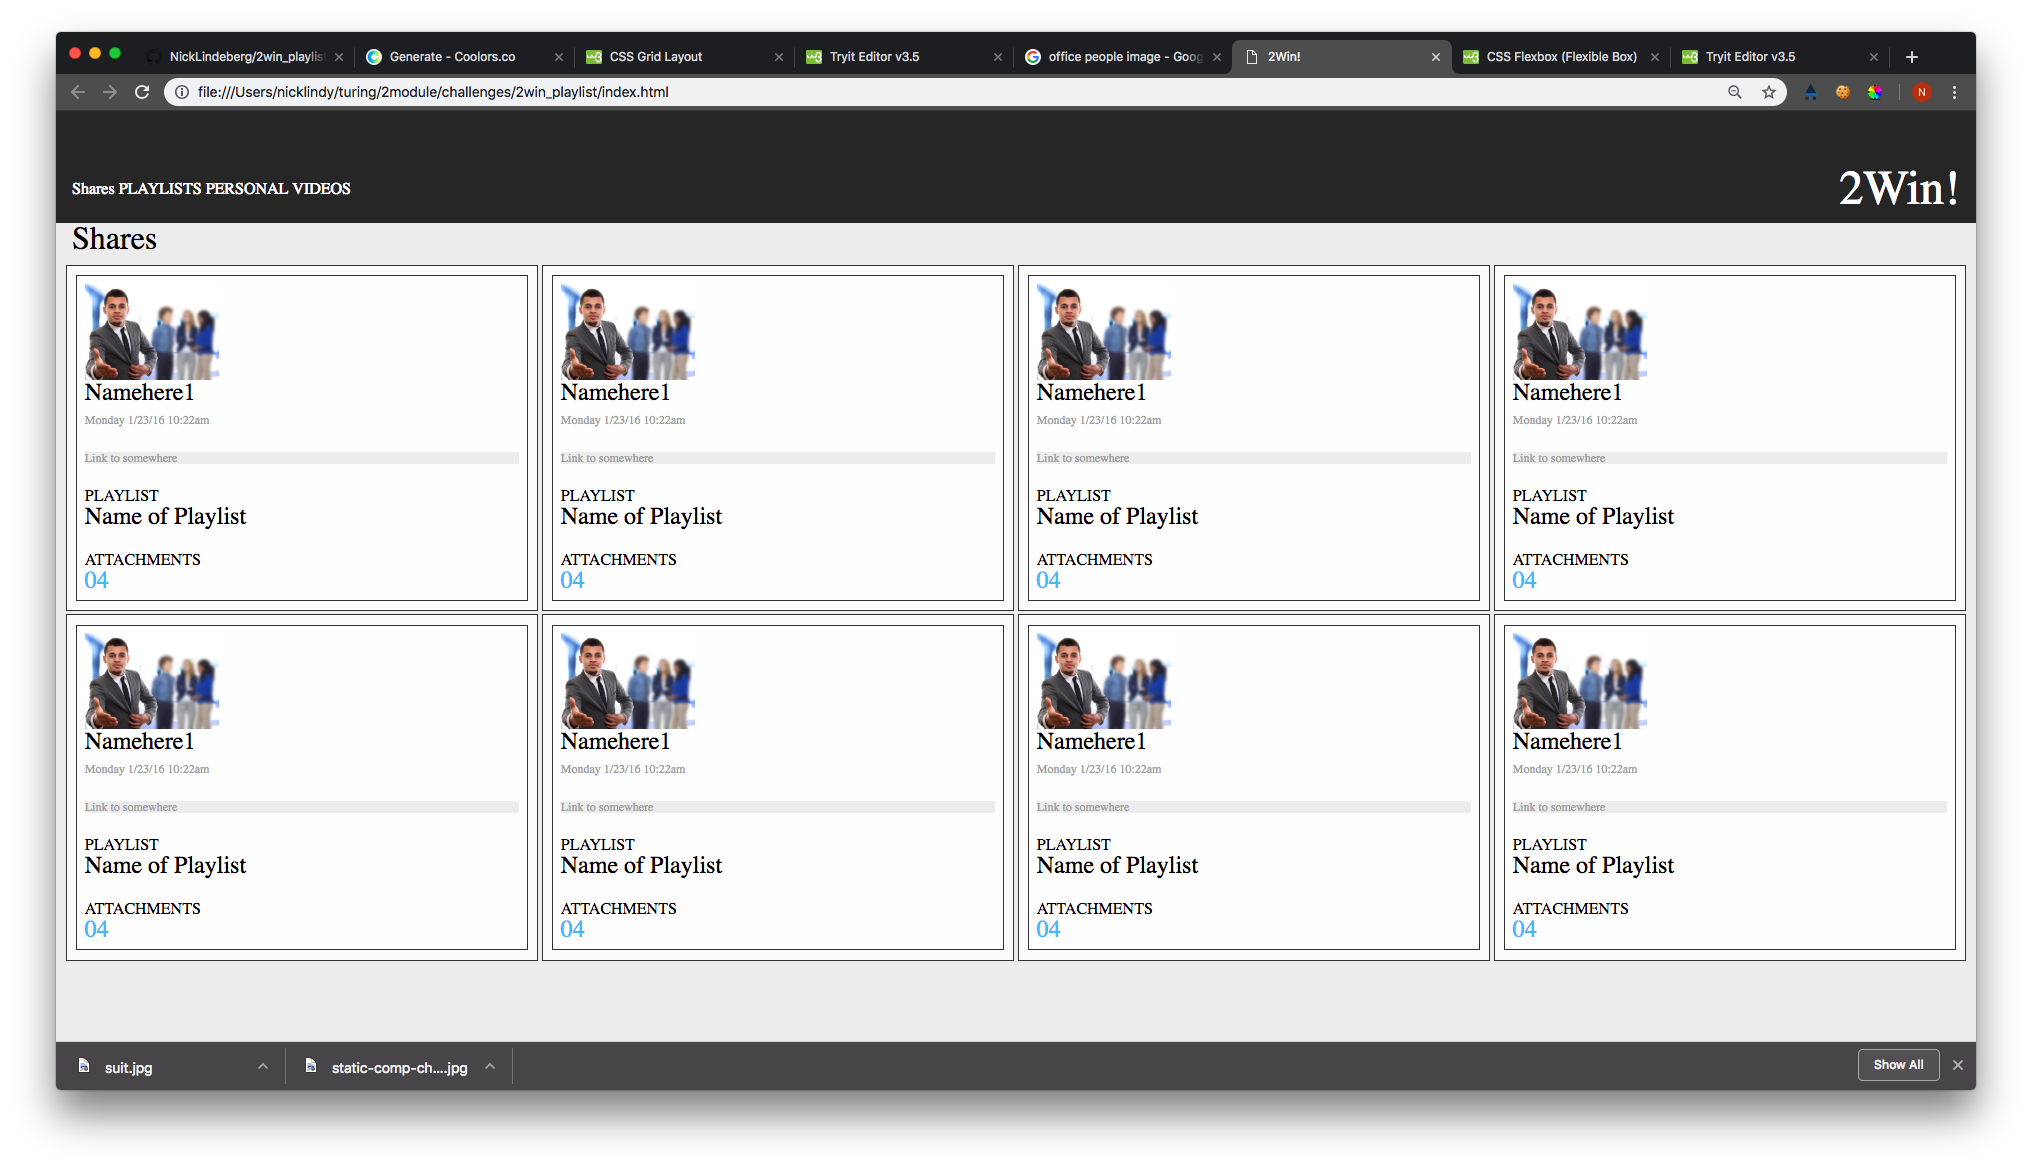 NickLindeberg/2win_playlis
Generate - Coolors.co
CSS Grid Layout
Tryit Editor v3.5
office people image - Goog
2Win!
CSS Flexbox (Flexible Box)
Tryit Editor v3.5
file:///Users/nicklindy/turing/2module/challenges/2win_playlist/index.html
N
Shares PLAYLISTS PERSONAL VIDEOS
2Win!
Shares
Namehere1
Monday 1/23/16 10:22am
Link to somewhere
PLAYLIST
Name of Playlist
ATTACHMENTS
04
Namehere1
Monday 1/23/16 10:22am
Link to somewhere
PLAYLIST
Name of Playlist
ATTACHMENTS
04
Namehere1
Monday 1/23/16 10:22am
Link to somewhere
PLAYLIST
Name of Playlist
ATTACHMENTS
04
Namehere1
Monday 1/23/16 10:22am
Link to somewhere
PLAYLIST
Name of Playlist
ATTACHMENTS
04
Namehere1
Monday 1/23/16 10:22am
Link to somewhere
PLAYLIST
Name of Playlist
ATTACHMENTS
04
Namehere1
Monday 1/23/16 10:22am
Link to somewhere
PLAYLIST
Name of Playlist
ATTACHMENTS
04
Namehere1
Monday 1/23/16 10:22am
Link to somewhere
PLAYLIST
Name of Playlist
ATTACHMENTS
04
Namehere1
Monday 1/23/16 10:22am
Link to somewhere
PLAYLIST
Name of Playlist
ATTACHMENTS
04
suit.jpg
static-comp-ch....jpg
Show All